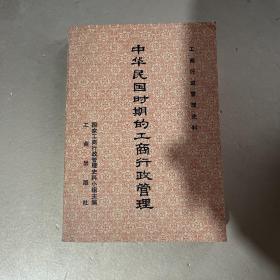 工商行政管理史料
中华民国时期的工商行政管理
国家工商行政管理史料小组主编
工商出版社